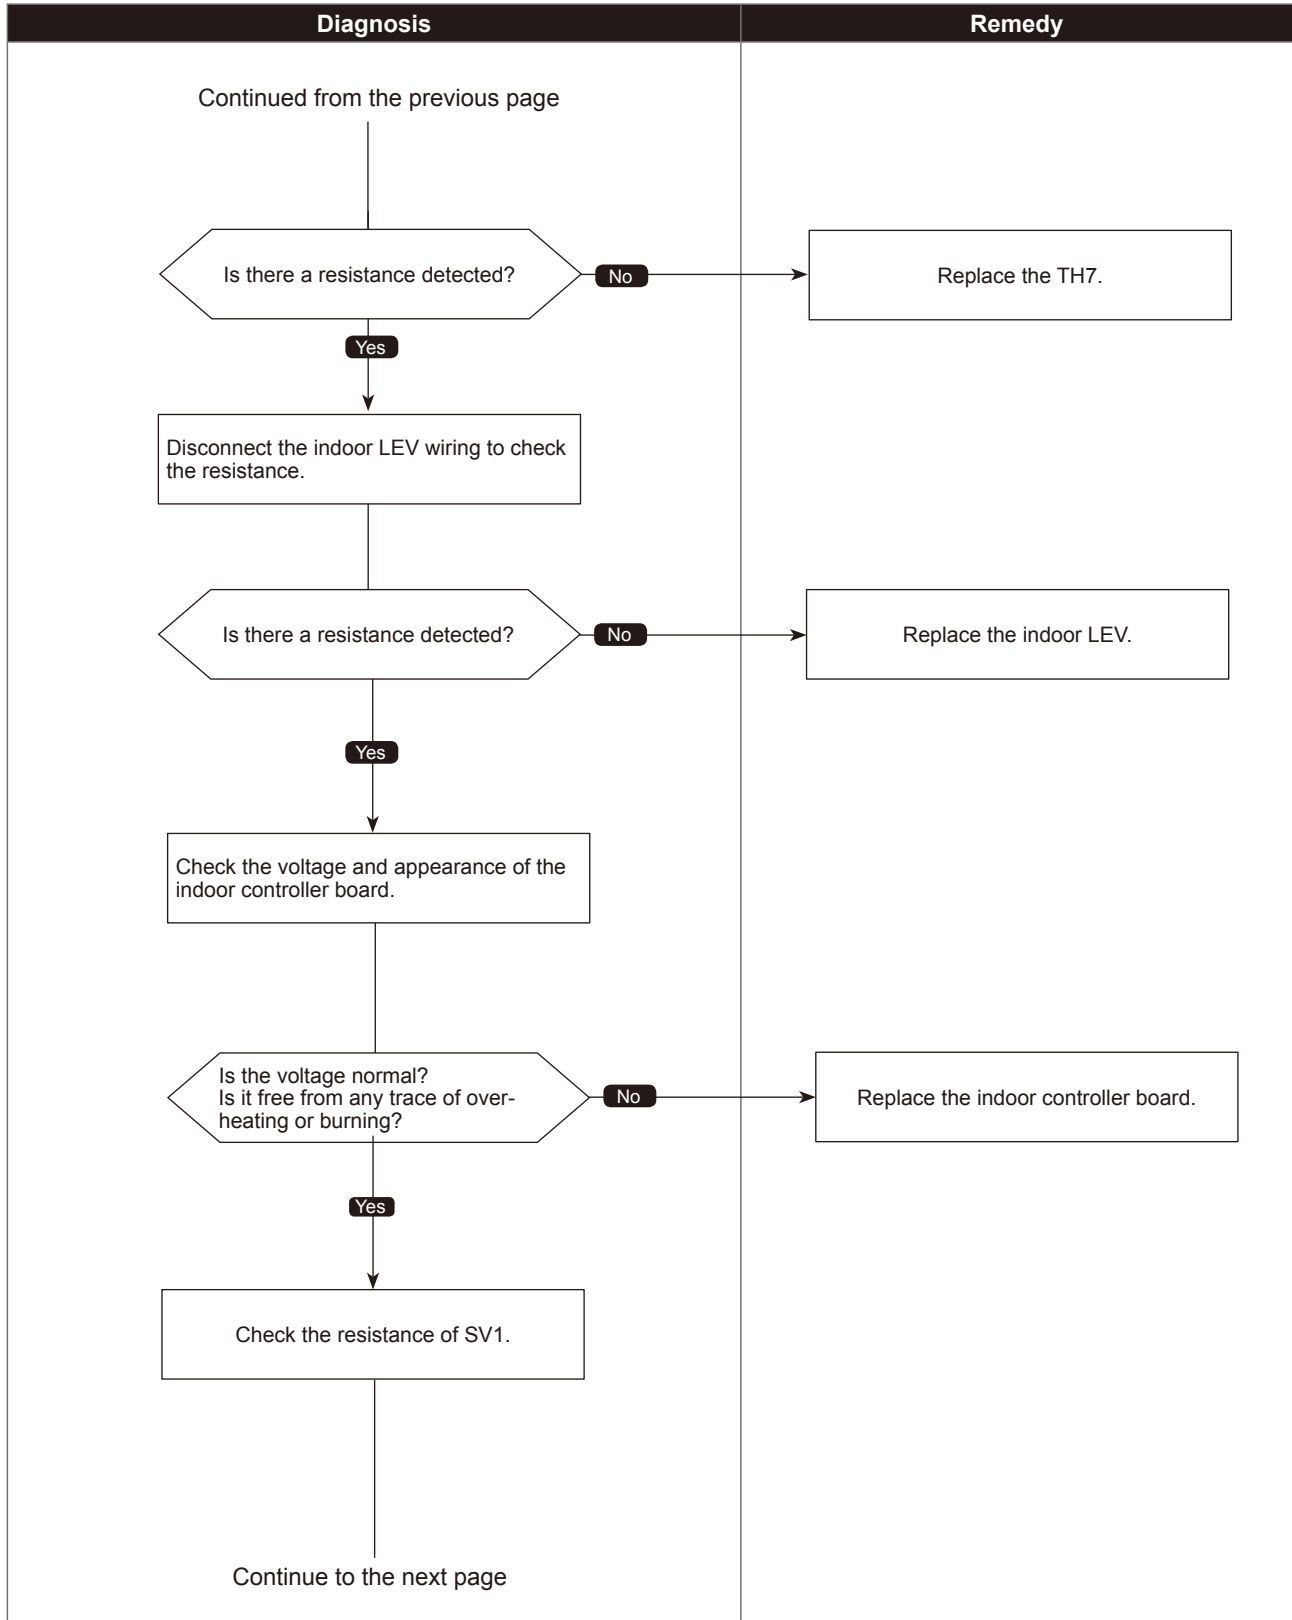 Diagnosis
Remedy
Continued from the previous page
Is there a resistance detected?
No
Replace the TH7.
Yes
Disconnect the indoor LEV wiring to check
the resistance.
Is there a resistance detected?
No
Replace the indoor LEV.
Yes
Check the voltage and appearance of the
indoor controller board.
Is the voltage normal?
Is it free from any trace of over-
heating or burning?
No
Replace the indoor controller board.
Yes
Check the resistance of SV1.
Continue to the next page